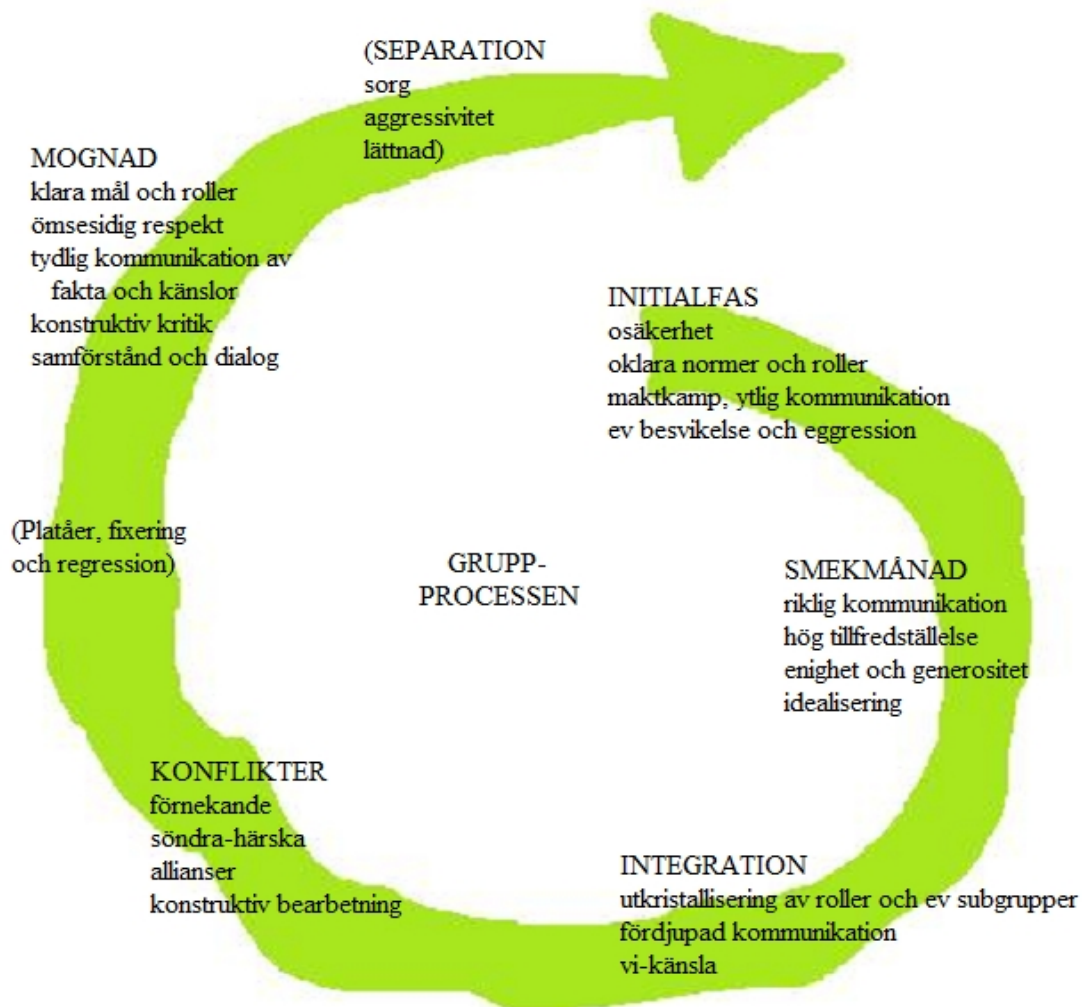 (SEPARATION
sorg
aggressivitet
lättnad)
MOGNAD
klara mål och roller
ömsesidig respekt
tydlig kommunikation av
fakta och känslor
konstruktiv kritik
samförstånd och dialog
INITIALFAS
osäkerhet
oklara normer och roller
maktkamp, ytlig kommunikation
ev besvikelse och eggression
(Platåer, fixering
och regression)
GRUPP-
PROCESSEN
SMEKMÅNAD
riklig kommunikation
hög tillfredställelse
enighet och generositet
idealisering
KONFLIKTER
förnekande
söndra-härska
allianser
konstruktiv bearbetning
INTEGRATION
utkristallisering av roller och ev subgrupper
fördjupad kommunikation
vi-känsla